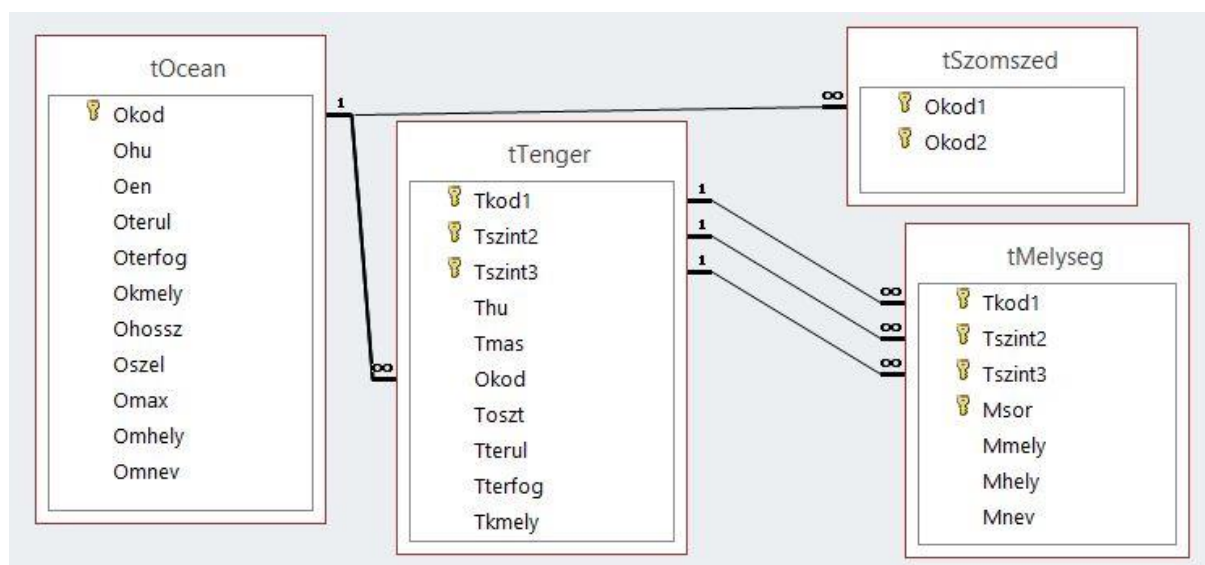 tOcean
Okod
Ohu
Oen
Oterul
Oterfog
Okmely
Ohossz
Oszel
Omax
Omhely
Omnev
1
∞
tTenger
Tkod1
Tszint2
Tszint3
Thu
Tmas
Okod
Toszt
Tterul
Tterfog
Tkmely
1
1
1
∞
tSzomszed
Okod1
Okod2
∞
∞
∞
tMelyseg
Tkod1
Tszint2
Tszint3
Msor
Mmely
Mhely
Mnev